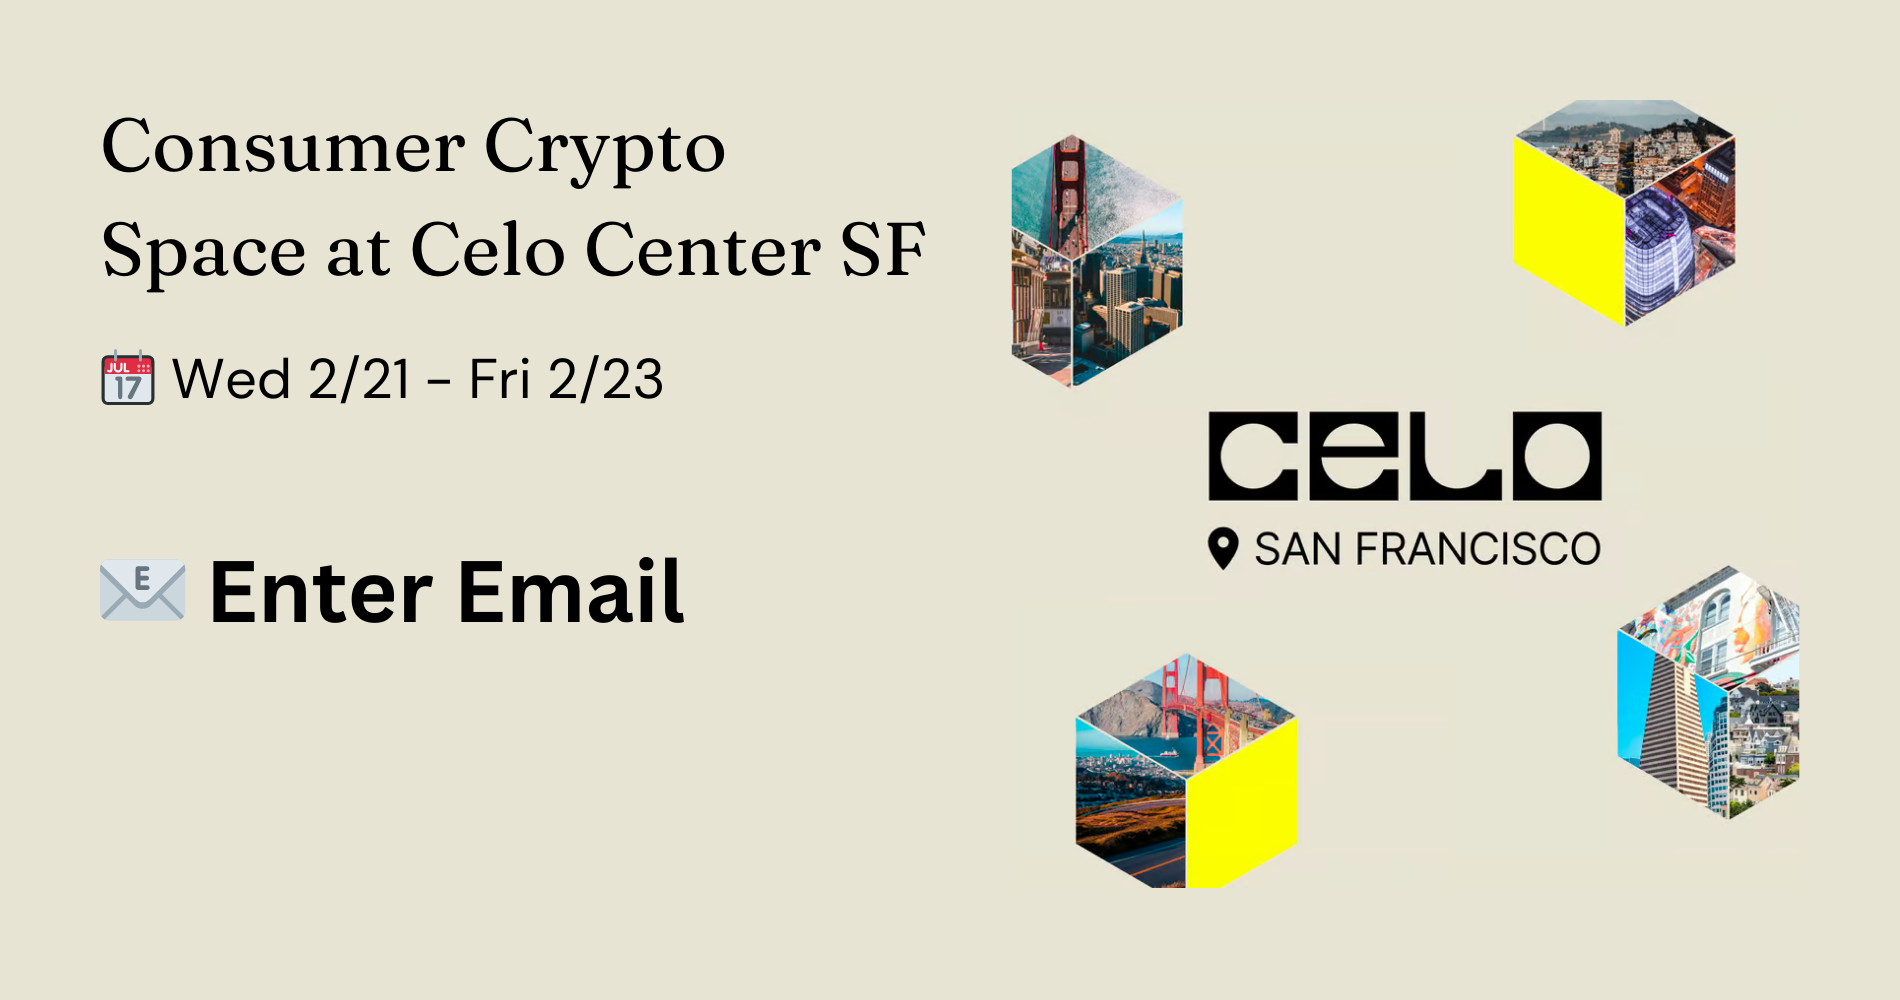 Consumer Crypto
Space at Celo Center SF
JUL
17
Wed 2/21 - Fri 2/23
E
Enter Email
CELO
SAN FRANCISCO